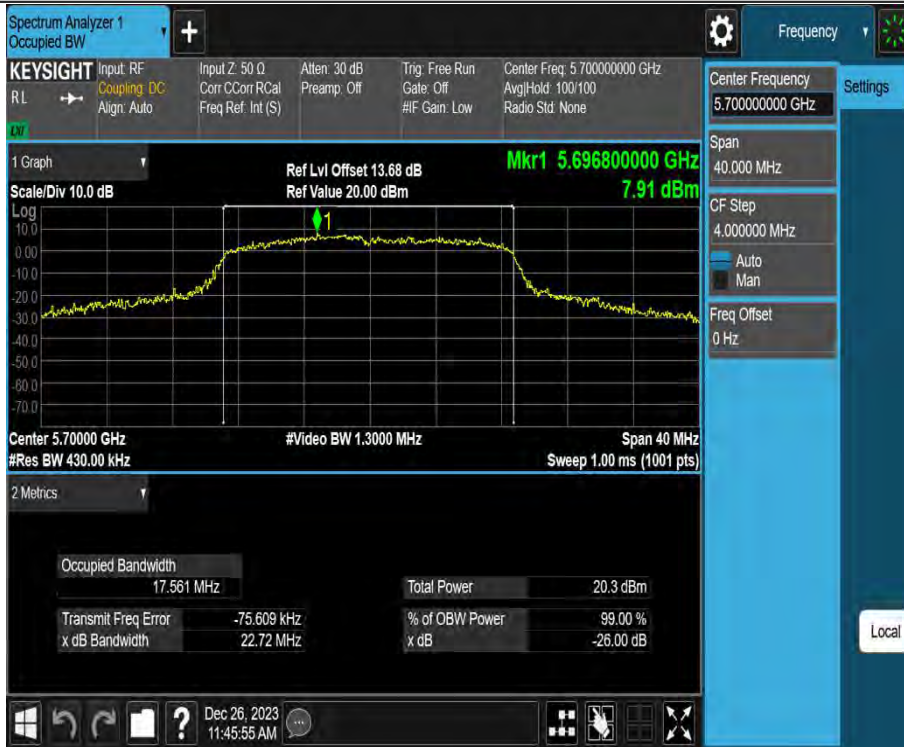 Spectrum Analyzer 1
Occupied BW
+
Frequency
KEYSIGHT
RL
LXI
Input: RF
Coupling: DC
Align: Auto
Input Z: 50 Ω
Corr CCorr RCal
Freq Ref: Int (S)
Atten: 30 dB
Preamp: Off
Trig: Free Run
Gate: Off
#IF Gain: Low
Center Freq: 5.700000000 GHz
Avg|Hold: 100/100
Radio Std: None
Center Frequency
5.700000000 GHz
Settings
Span
40.000 MHz
CF Step
4.000000 MHz
Auto
Man
Freq Offset
0 Hz
Local
1 Graph
Scale/Div 10.0 dB
Ref Lvl Offset 13.68 dB
Ref Value 20.00 dBm
Mkr1 5.696800000 GHz
7.91 dBm
Log
1
10.0
0.00
-10.0
-20.0
-30.0
-40.0
-50.0
-60.0
-70.0
Center 5.70000 GHz
#Res BW 430.00 kHz
#Video BW 1.3000 MHz
Span 40 MHz
Sweep 1.00 ms (1001 pts)
2 Metrics
Occupied Bandwidth
17.561 MHz
Total Power 20.3 dBm
Transmit Freq Error -75.609 kHz
% of OBW Power 99.00 %
x dB Bandwidth 22.72 MHz
x dB -26.00 dB
?
Dec 26, 2023
11:45:55 AM